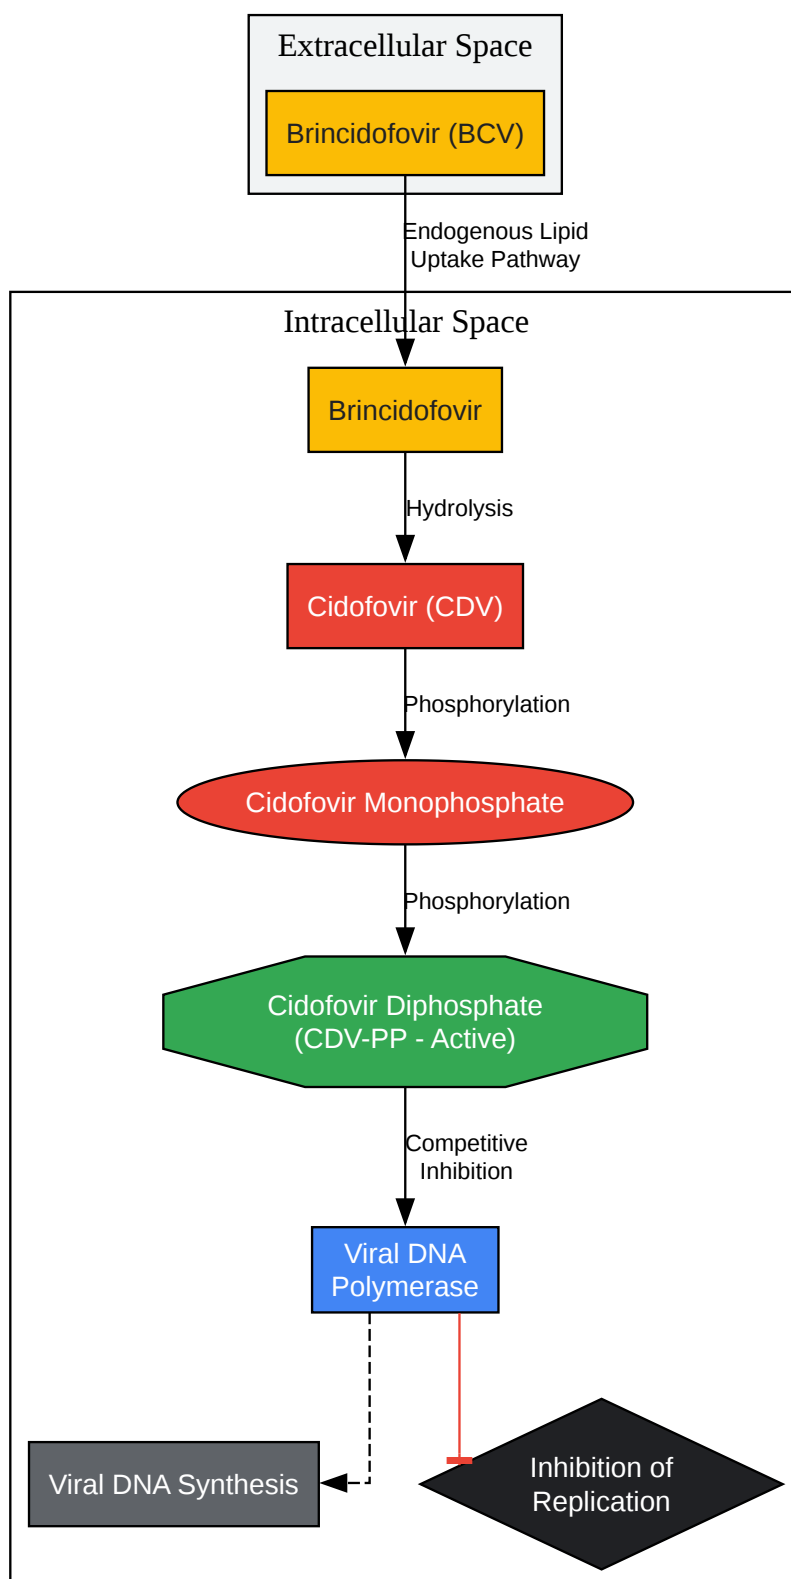 Extracellular Space
Brincidofovir (BCV)
Endogenous Lipid
Uptake Pathway
Intracellular Space
Brincidofovir
Hydrolysis
Cidofovir (CDV)
Phosphorylation
Cidofovir Monophosphate
Phosphorylation
Cidofovir Diphosphate
(CDV-PP - Active)
Competitive
Inhibition
Viral DNA
Polymerase
Viral DNA Synthesis
Inhibition of
Replication